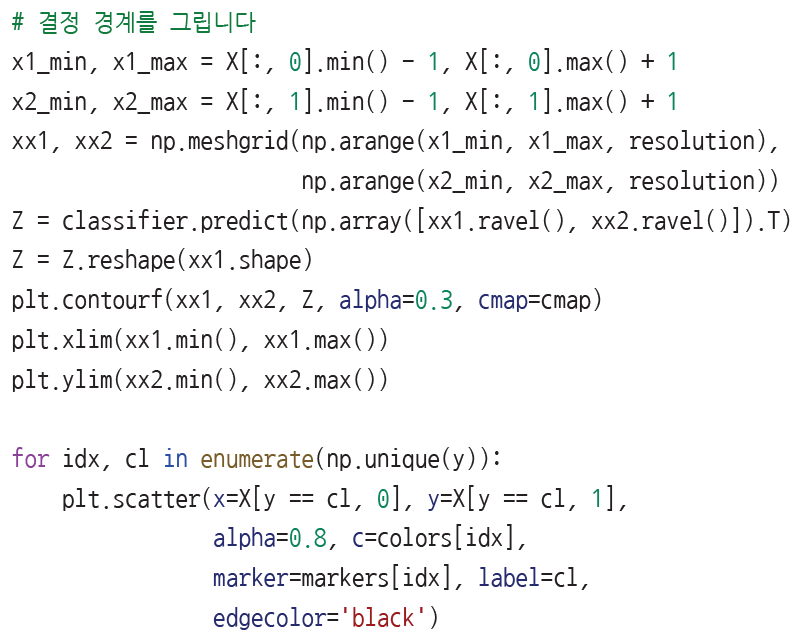 # 결정 경계를 그립니다
x1_min, x1_max = X[:, 0].min() - 1, X[:, 0].max() + 1
x2_min, x2_max = X[:, 1].min() - 1, X[:, 1].max() + 1
xx1, xx2 = np.meshgrid(np.arange(x1_min, x1_max, resolution),
                       np.arange(x2_min, x2_max, resolution))
Z = classifier.predict(np.array([xx1.ravel(), xx2.ravel()]).T)
Z = Z.reshape(xx1.shape)
plt.contourf(xx1, xx2, Z, alpha=0.3, cmap=cmap)
plt.xlim(xx1.min(), xx1.max())
plt.ylim(xx2.min(), xx2.max())

for idx, cl in enumerate(np.unique(y)):
    plt.scatter(x=X[y == cl, 0], y=X[y == cl, 1],
                alpha=0.8, c=colors[idx],
                marker=markers[idx], label=cl,
                edgecolor='black')